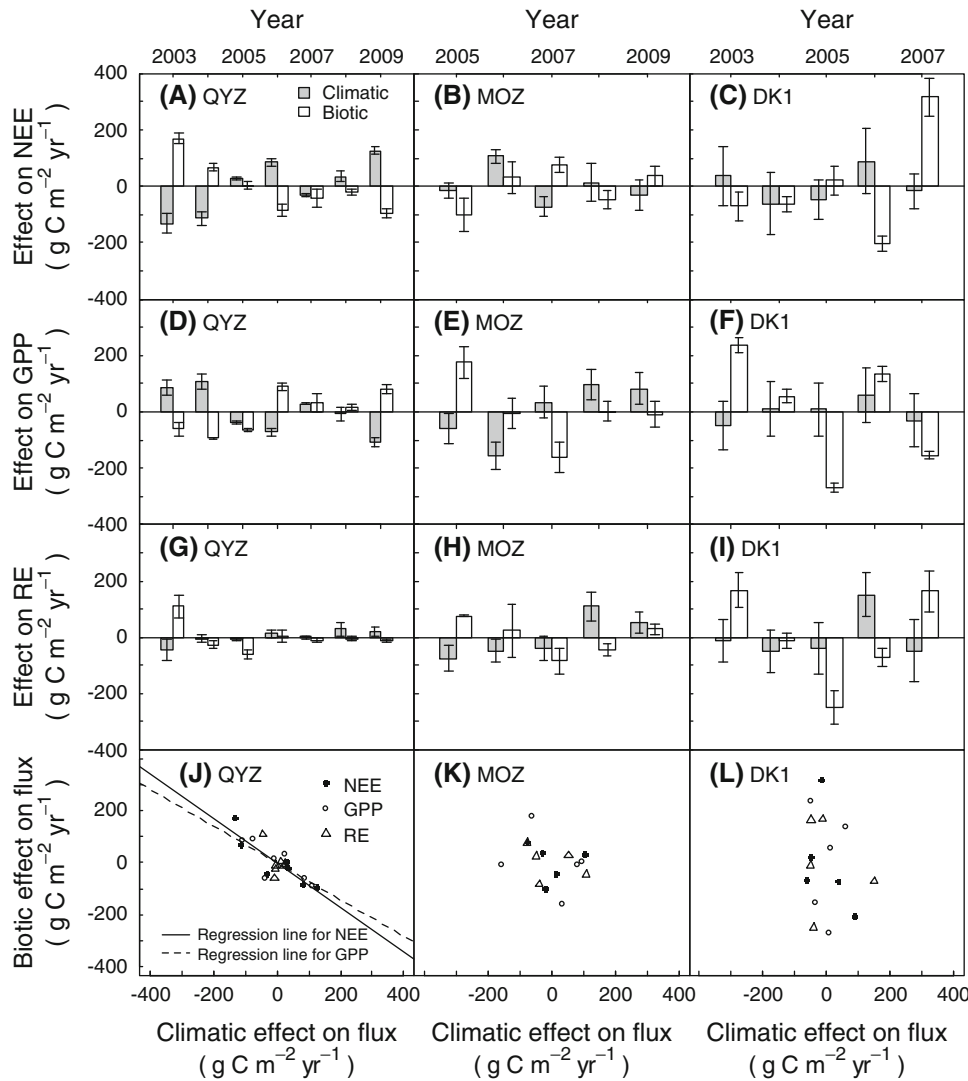 Year Year Year
2003 2005 2007 2009 2005 2007 2009 2003 2005 2007
Effect on NEE
( g C m−2 yr−1 )
400
200
0
-200
-400
(A) QYZ
Climatic
Biotic
(B) MOZ
(C) DK1
Effect on GPP
( g C m−2 yr−1 )
200
0
-200
-400
(D) QYZ
(E) MOZ
(F) DK1
Effect on RE
( g C m−2 yr−1 )
200
0
-200
-400
(G) QYZ
(H) MOZ
(I) DK1
Biotic effect on flux
( g C m−2 yr−1 )
200
0
-200
-400
(J) QYZ
NEE
GPP
RE
Regression line for NEE
Regression line for GPP
(K) MOZ
(L) DK1
-400 -200 0 200 400 -200 0 200 400 -200 0 200 400
Climatic effect on flux Climatic effect on flux Climatic effect on flux
( g C m−2 yr−1 ) ( g C m−2 yr−1 ) ( g C m−2 yr−1 )